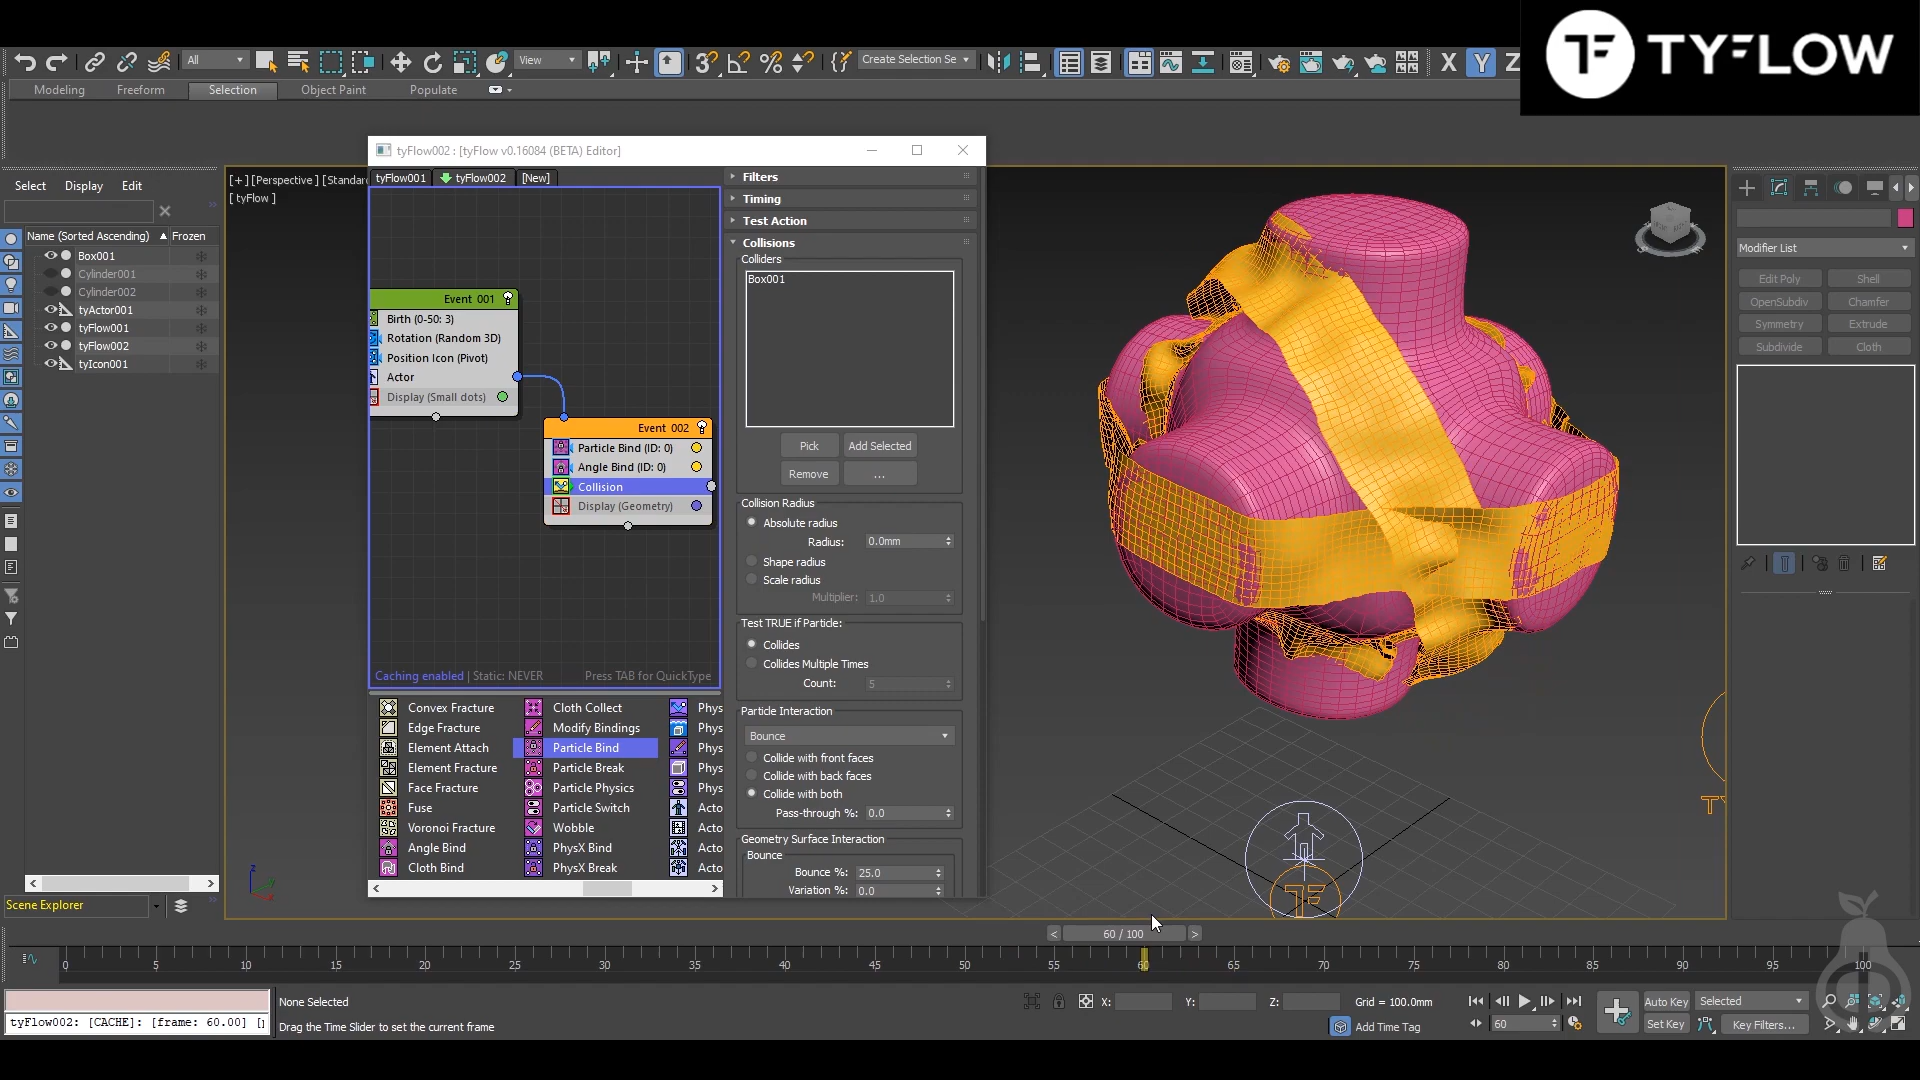 TYFLOW
All
View
Create Selection Se
X
Y
Z
Modeling
Freeform
Selection
Object Paint
Populate
tyFlow002 : [tyFlow v0.16084 (BETA) Editor]
Select
Display
Edit
Name (Sorted Ascending)
Frozen
Box001
Cylinder001
Cylinder002
tyActor001
tyFlow001
tyFlow002
tyIcon001
[+] [Perspective] [Standard
[ tyFlow ]
tyFlow001
tyFlow002
[New]
Event 001
Birth (0-50: 3)
Rotation (Random 3D)
Position Icon (Pivot)
Actor
Display (Small dots)
Event 002
Particle Bind (ID: 0)
Angle Bind (ID: 0)
Collision
Display (Geometry)
Caching enabled | Static: NEVER
Press TAB for QuickType
Convex Fracture
Edge Fracture
Element Attach
Element Fracture
Face Fracture
Fuse
Voronoi Fracture
Angle Bind
Cloth Bind
Cloth Collect
Modify Bindings
Particle Bind
Particle Break
Particle Physics
Particle Switch
Wobble
PhysX Bind
PhysX Break
Phys
Phys
Phys
Phys
Phys
Acto
Acto
Acto
Acto
Filters
Timing
Test Action
Collisions
Colliders
Box001
Pick
Add Selected
Remove
...
Collision Radius
Absolute radius
Radius: 0.0mm
Shape radius
Scale radius
Multiplier: 1.0
Test TRUE if Particle:
Collides
Collides Multiple Times
Count: 5
Particle Interaction
Bounce
Collide with front faces
Collide with back faces
Collide with both
Pass-through %: 0.0
Geometry Surface Interaction
Bounce
Bounce %: 25.0
Variation %: 0.0
Modifier List
Edit Poly
Shell
OpenSubdiv
Chamfer
Symmetry
Extrude
Subdivide
Cloth
Scene Explorer
< 60 / 100 >
0 5 10 15 20 25 30 35 40 45 50 55 60 65 70 75 80 85 90 95 100
tyFlow002: [CACHE]: [frame: 60.00]
None Selected
Drag the Time Slider to set the current frame
X:
Y:
Z:
Grid = 100.0mm
Add Time Tag
60
Auto Key
Selected
Set Key
Key Filters...